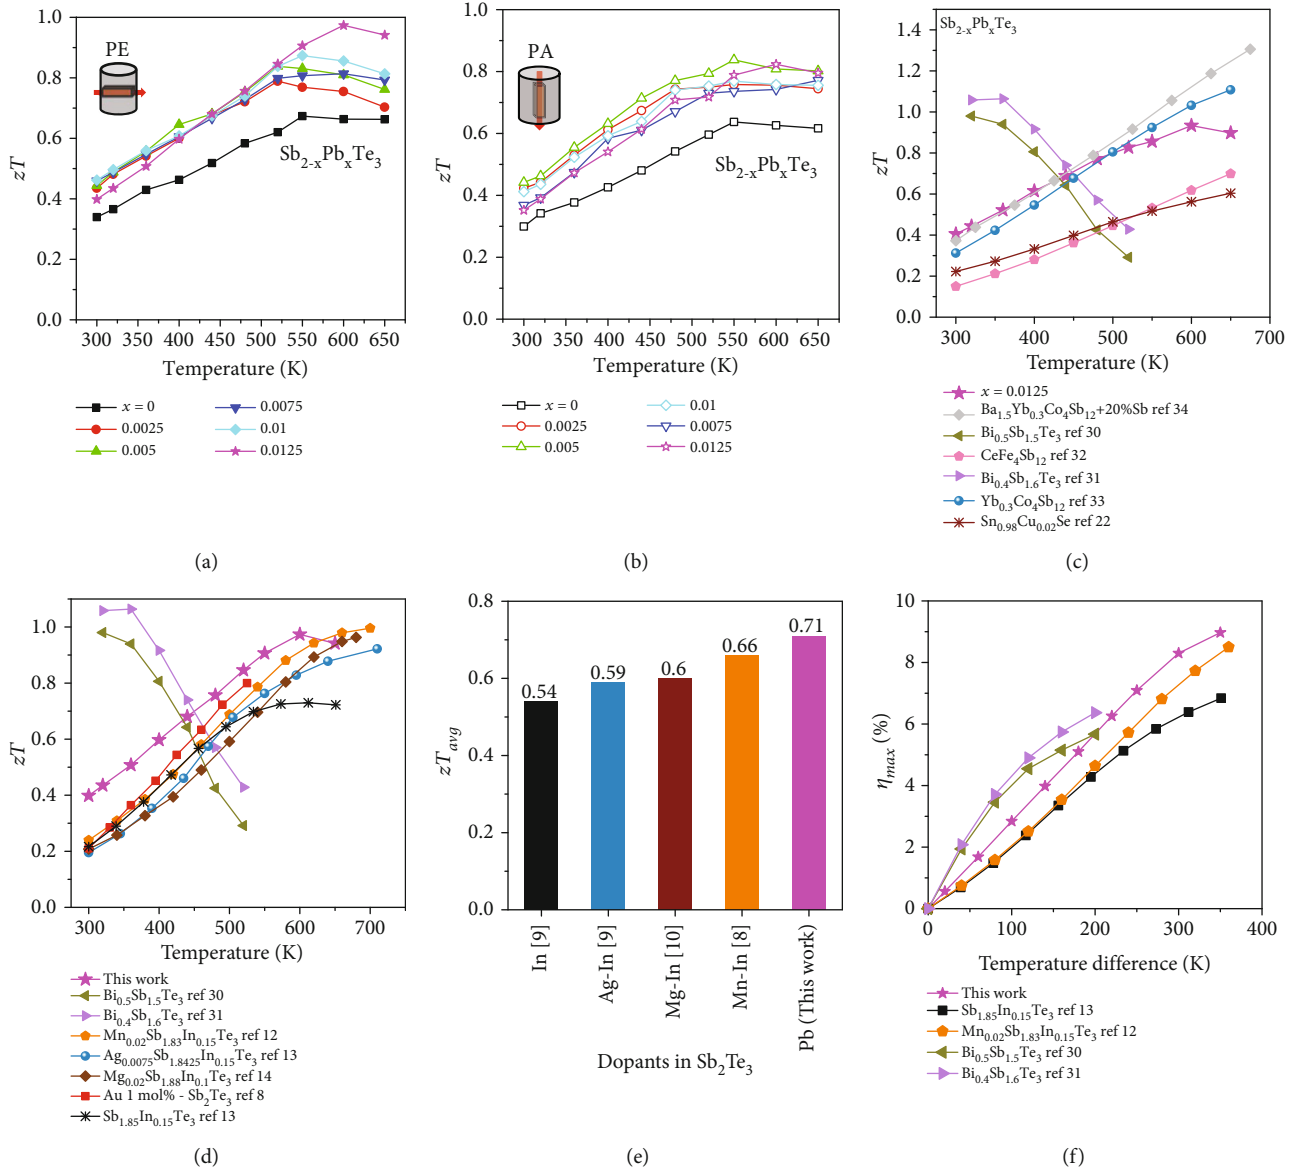 1.0
0.8
0.6
0.4
0.2
0.0
zT
PE
Sb2-xPbxTe3
300 350 400 450 500 550 600 650
Temperature (K)
x = 0
0.0025
0.005
0.0075
0.01
0.0125
(a)
1.0
0.8
0.6
0.4
0.2
0.0
zT
PA
Sb2-xPbxTe3
300 350 400 450 500 550 600 650
Temperature (K)
x = 0
0.0025
0.005
0.01
0.0075
0.0125
(b)
1.4
1.2
1.0
0.8
0.6
0.4
0.2
0.0
zT
Sb2-xPbxTe3
300 400 500 600 700
Temperature (K)
x = 0.0125
Ba1.5Yb0.3Co4Sb12+20%Sb ref 34
Bi0.5Sb1.5Te3 ref 30
CeFe4Sb12 ref 32
Bi0.4Sb1.6Te3 ref 31
Yb0.3Co4Sb12 ref 33
Sn0.98Cu0.02Se ref 22
(c)
1.0
0.8
0.6
0.4
0.2
0.0
zT
300 400 500 600 700
Temperature (K)
This work
Bi0.5Sb1.5Te3 ref 30
Bi0.4Sb1.6Te3 ref 31
Mn0.02Sb1.83In0.15Te3 ref 12
Ag0.0075Sb1.8425In0.15Te3 ref 13
Mg0.02Sb1.88In0.1Te3 ref 14
Au 1 mol% - Sb2Te3 ref 8
Sb1.85In0.15Te3 ref 13
(d)
0.8
0.6
0.4
0.2
0.0
zTavg
0.54
0.59
0.6
0.66
0.71
In [9]
Ag-In [9]
Mg-In [10]
Mn-In [8]
Pb (This work)
Dopants in Sb2Te3
(e)
10
8
6
4
2
0
ηmax (%)
0 100 200 300 400
Temperature difference (K)
This work
Sb1.85In0.15Te3 ref 13
Mn0.02Sb1.83In0.15Te3 ref 12
Bi0.5Sb1.5Te3 ref 30
Bi0.4Sb1.6Te3 ref 31
(f)